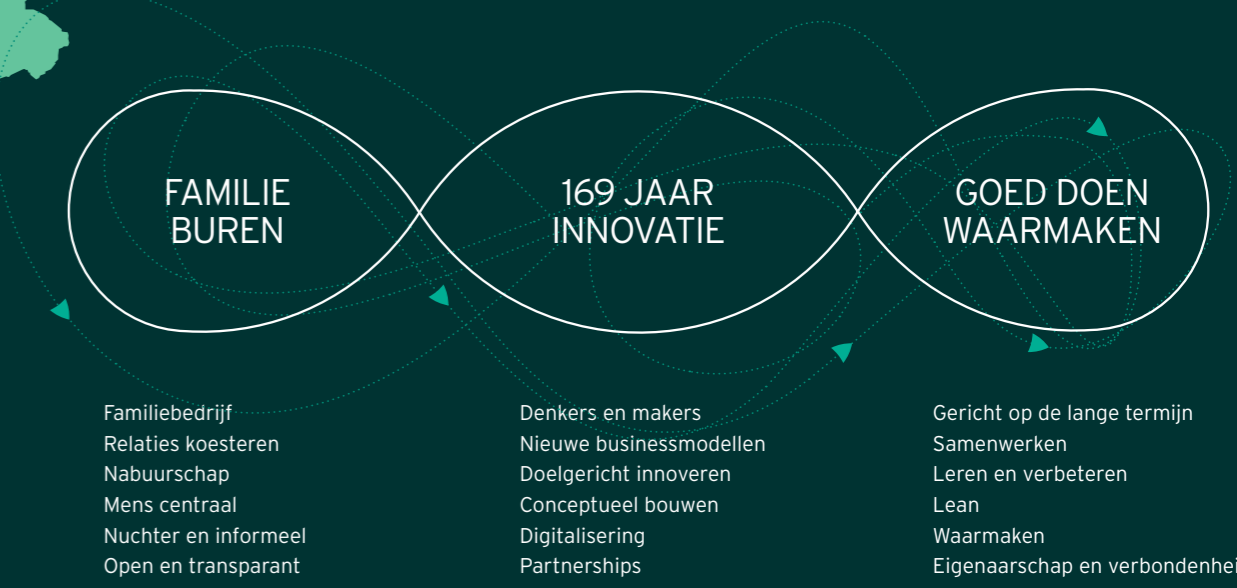 FAMILIE
BUREN
169 JAAR
INNOVATIE
GOED DOEN
WAARMAKEN
Familiebedrijf
Relaties koesteren
Nabuurschap
Mens centraal
Nuchter en informeel
Open en transparant
Denkers en makers
Nieuwe businessmodellen
Doelgericht innoveren
Conceptueel bouwen
Digitalisering
Partnerships
Gericht op de lange termijn
Samenwerken
Leren en verbeteren
Lean
Waarmaken
Eigenaarschap en verbondenhei